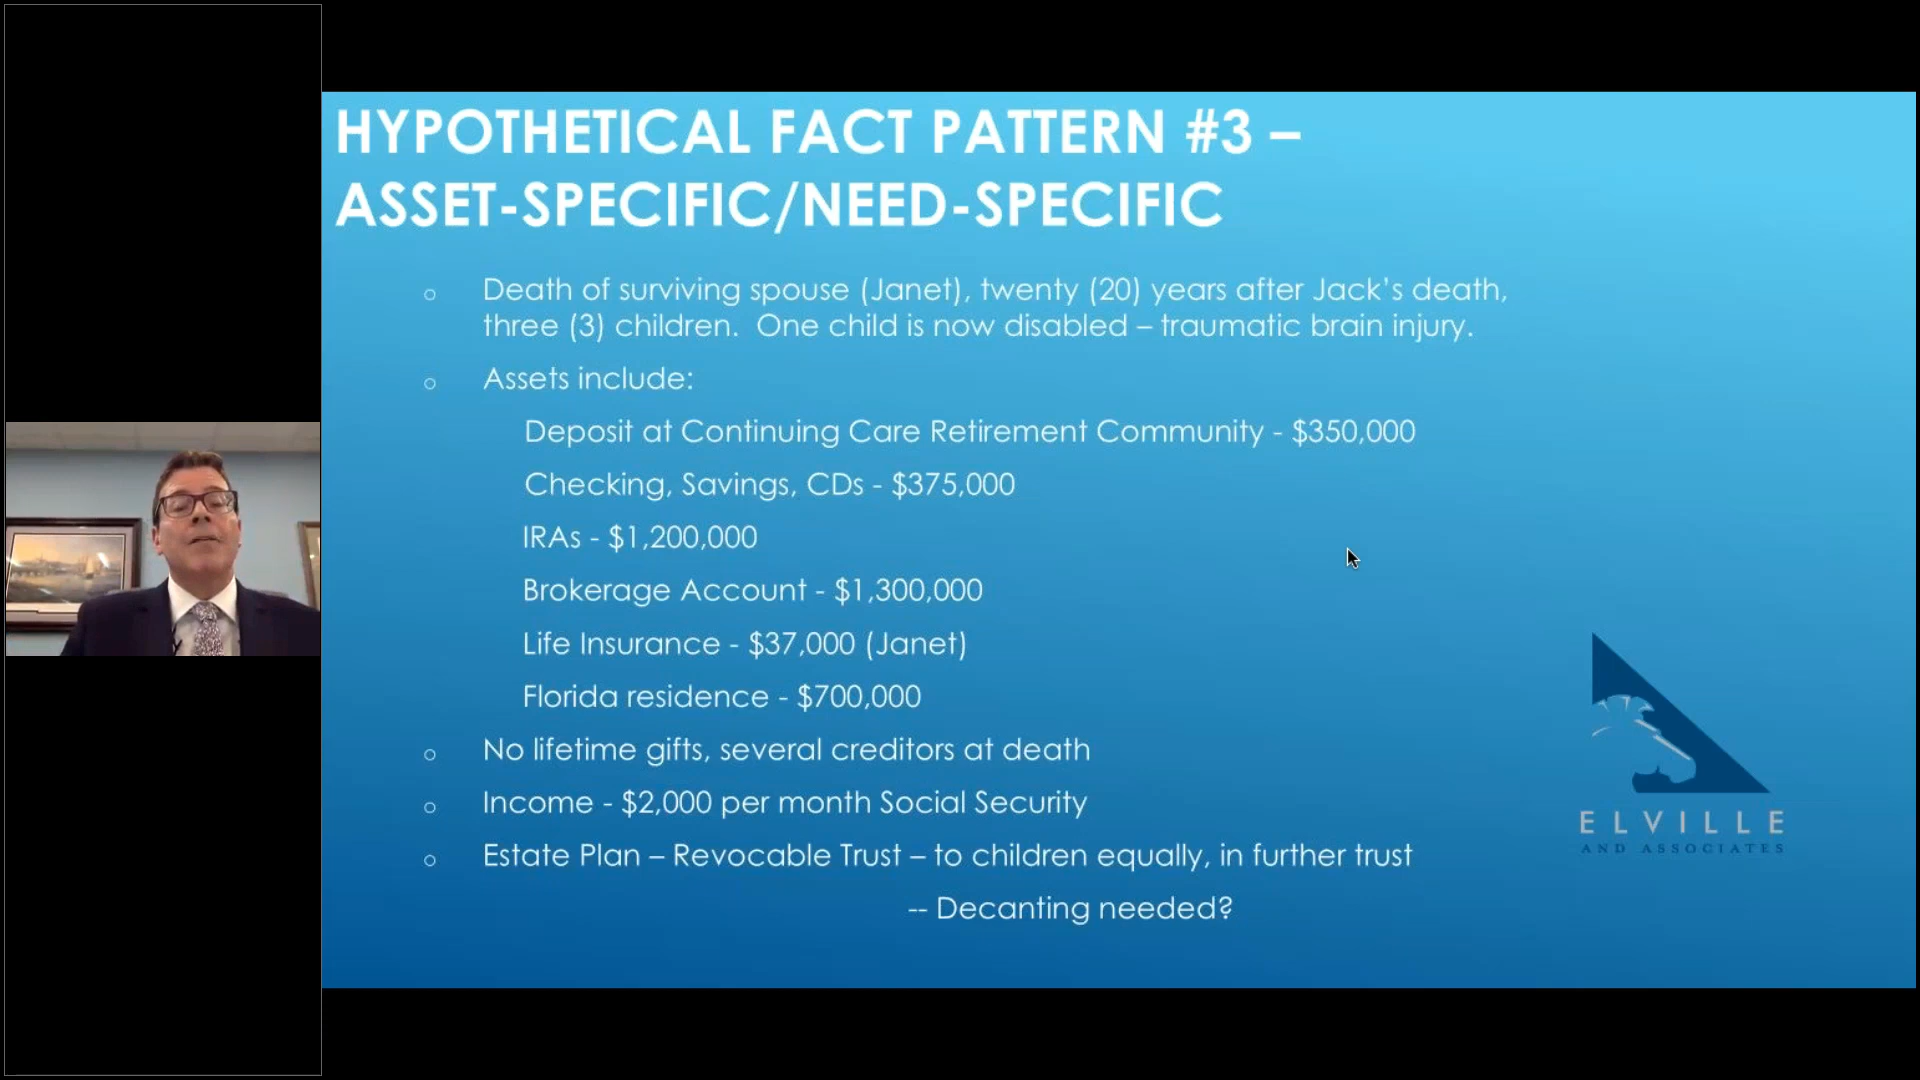 HYPOTHETICAL FACT PATTERN #3 –
ASSET-SPECIFIC/NEED-SPECIFIC
Death of surviving spouse (Janet), twenty (20) years after Jack's death,
three (3) children. One child is now disabled – traumatic brain injury.
Assets include:
Deposit at Continuing Care Retirement Community - $350,000
Checking, Savings, CDs - $375,000
IRAs - $1,200,000
Brokerage Account - $1,300,000
Life Insurance - $37,000 (Janet)
Florida residence - $700,000
No lifetime gifts, several creditors at death
Income - $2,000 per month Social Security
Estate Plan – Revocable Trust – to children equally, in further trust
-- Decanting needed?
ELVILLE
AND ASSOCIATES